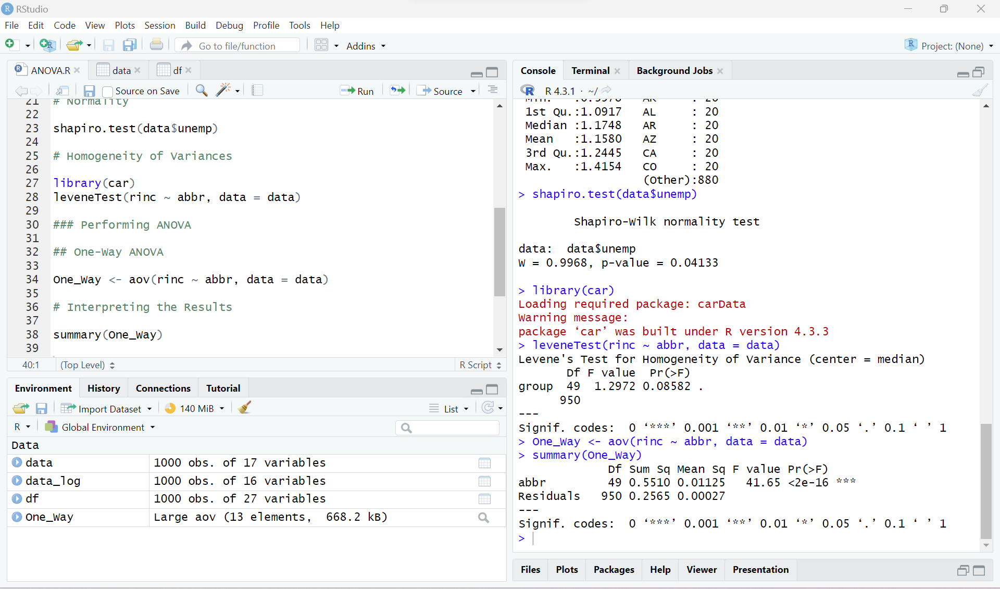 RStudio
File Edit Code View Plots Session Build Debug Profile Tools Help
Go to file/function Addins Project: (None)
ANOVA.R data df
Source on Save Run Source
21 # Normality
22
23 shapiro.test(data$unemp)
24
25 # Homogeneity of Variances
26
27 library(car)
28 leveneTest(rinc ~ abbr, data = data)
29
30 ### Performing ANOVA
31
32 ## One-Way ANOVA
33
34 One_Way <- aov(rinc ~ abbr, data = data)
35
36 # Interpreting the Results
37
38 summary(One_Way)
39
40:1 (Top Level) R Script
Environment History Connections Tutorial
Import Dataset 140 MiB List
R Global Environment
Data
data 1000 obs. of 17 variables
data_log 1000 obs. of 16 variables
df 1000 obs. of 27 variables
One_Way Large aov (13 elements, 668.2 kB)
Console Terminal Background Jobs
R 4.3.1 · ~/
1st Qu.:1.0917 AL : 20
Median :1.1748 AR : 20
Mean :1.1580 AZ : 20
3rd Qu.:1.2445 CA : 20
Max. :1.4154 CO : 20
(Other):880
> shapiro.test(data$unemp)
Shapiro-Wilk normality test
data: data$unemp
W = 0.9968, p-value = 0.04133
> library(car)
Loading required package: carData
Warning message:
package ‘car’ was built under R version 4.3.3
> leveneTest(rinc ~ abbr, data = data)
Levene's Test for Homogeneity of Variance (center = median)
Df F value Pr(>F)
group 49 1.2972 0.08582 .
950
---
Signif. codes: 0 ‘***’ 0.001 ‘**’ 0.01 ‘*’ 0.05 ‘.’ 0.1 ‘ ’ 1
> One_Way <- aov(rinc ~ abbr, data = data)
> summary(One_Way)
Df Sum Sq Mean Sq F value Pr(>F)
abbr 49 0.5510 0.01125 41.65 <2e-16 ***
Residuals 950 0.2565 0.00027
---
Signif. codes: 0 ‘***’ 0.001 ‘**’ 0.01 ‘*’ 0.05 ‘.’ 0.1 ‘ ’ 1
>
Files Plots Packages Help Viewer Presentation